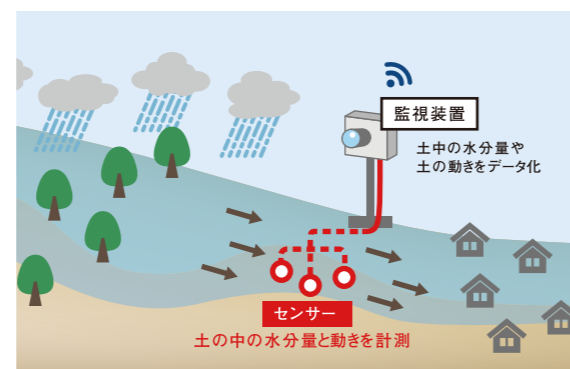 監視装置
土中の水分量や
土の動きをデータ化
センサー
土の中の水分量と動きを計測